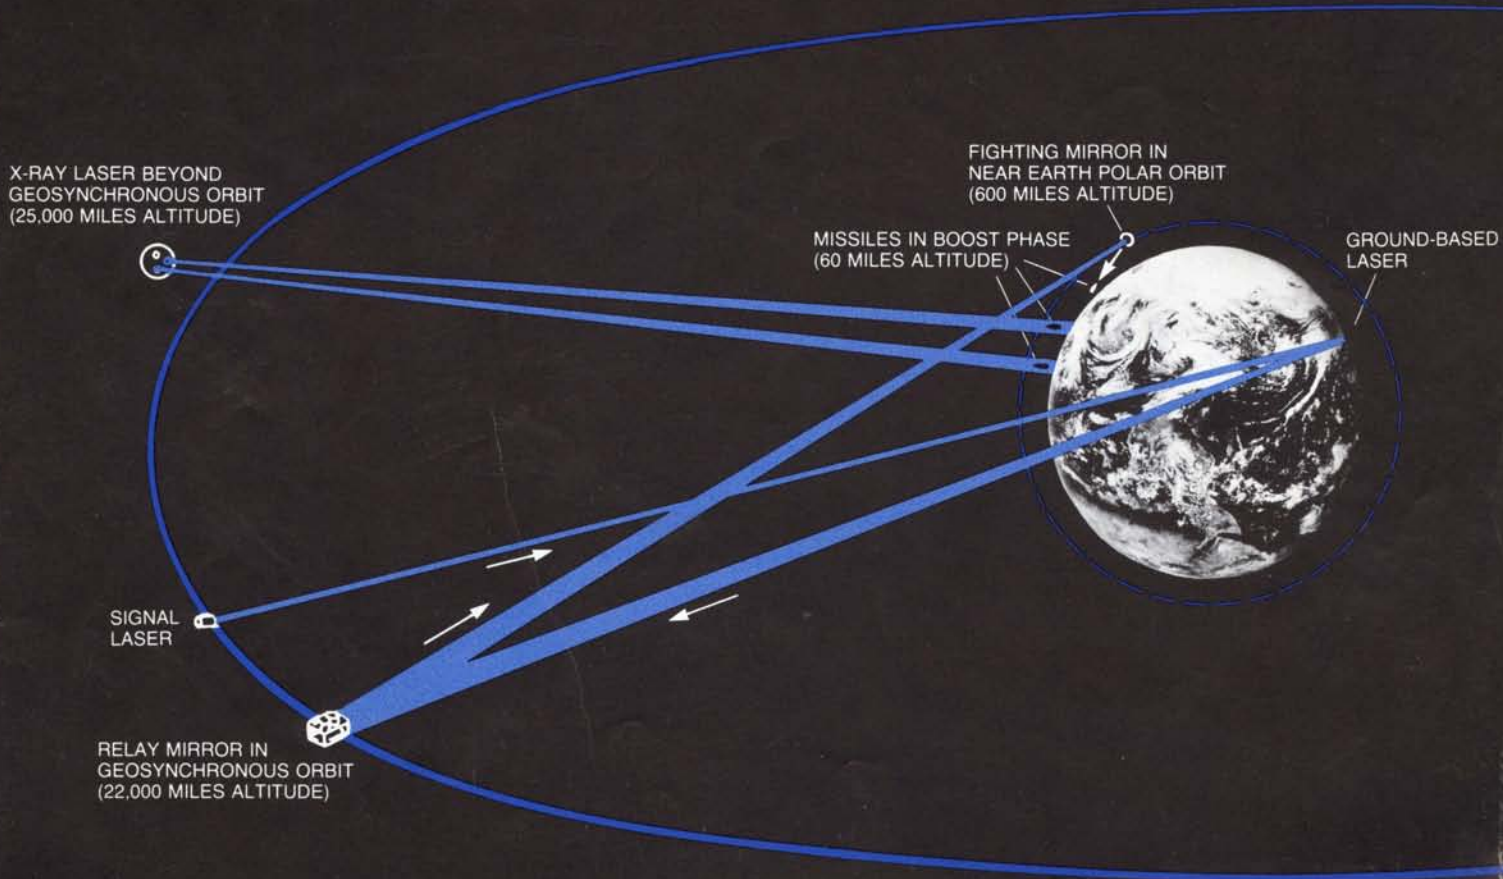 X-RAY LASER BEYOND
GEOSYNCHRONOUS ORBIT
(25,000 MILES ALTITUDE)
FIGHTING MIRROR IN
NEAR EARTH POLAR ORBIT
(600 MILES ALTITUDE)
MISSILES IN BOOST PHASE
(60 MILES ALTITUDE)
GROUND-BASED
LASER
SIGNAL
LASER
RELAY MIRROR IN
GEOSYNCHRONOUS ORBIT
(22,000 MILES ALTITUDE)